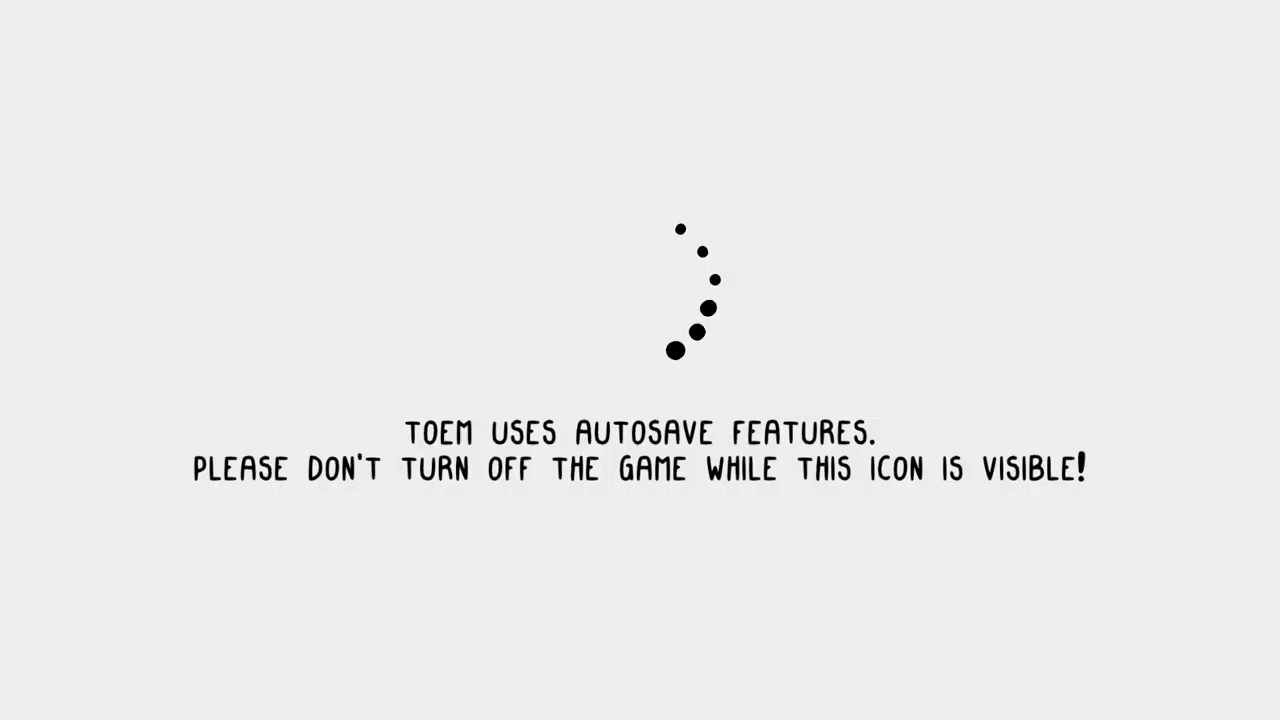 TOEM USES AUTOSAVE FEATURES.
PLEASE DON'T TURN OFF THE GAME WHILE THIS ICON IS VISIBLE!